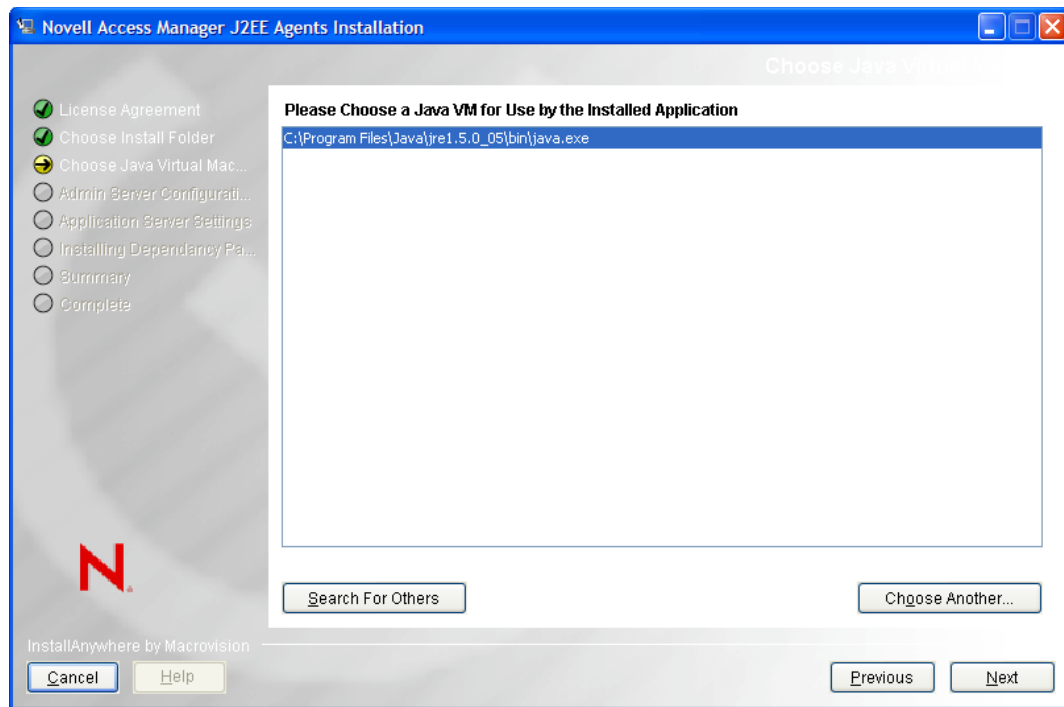 Novell Access Manager J2EE Agents Installation
Choose Java Virtual
License Agreement
Choose Install Folder
Choose Java Virtual Mac...
Admin Server Configurati...
Application Server Settings
Installing Dependancy Pa...
Summary
Complete
Please Choose a Java VM for Use by the Installed Application
C:\Program Files\Java\jre1.5.0_05\bin\java.exe
N
Search For Others
Choose Another...
InstallAnywhere by Macrovision
Cancel
Help
Previous
Next